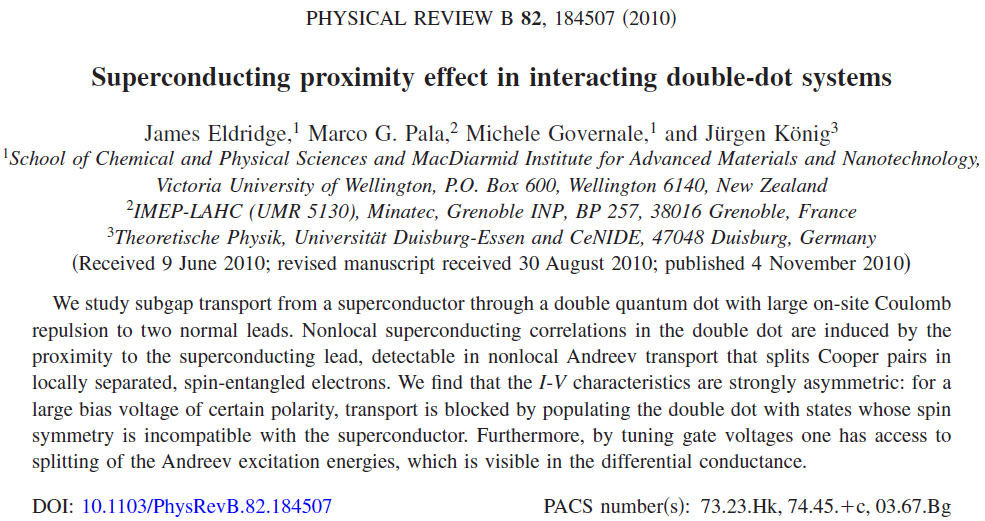 PHYSICAL REVIEW B 82, 184507 (2010)
Superconducting proximity effect in interacting double-dot systems
James Eldridge,1 Marco G. Pala,2 Michele Governale,1 and Jürgen König3
1School of Chemical and Physical Sciences and MacDiarmid Institute for Advanced Materials and Nanotechnology,
Victoria University of Wellington, P.O. Box 600, Wellington 6140, New Zealand
2IMEP-LAHC (UMR 5130), Minatec, Grenoble INP, BP 257, 38016 Grenoble, France
3Theoretische Physik, Universität Duisburg-Essen and CeNIDE, 47048 Duisburg, Germany
(Received 9 June 2010; revised manuscript received 30 August 2010; published 4 November 2010)
We study subgap transport from a superconductor through a double quantum dot with large on-site Coulomb
repulsion to two normal leads. Nonlocal superconducting correlations in the double dot are induced by the
proximity to the superconducting lead, detectable in nonlocal Andreev transport that splits Cooper pairs in
locally separated, spin-entangled electrons. We find that the I-V characteristics are strongly asymmetric: for a
large bias voltage of certain polarity, transport is blocked by populating the double dot with states whose spin
symmetry is incompatible with the superconductor. Furthermore, by tuning gate voltages one has access to
splitting of the Andreev excitation energies, which is visible in the differential conductance.
DOI: 10.1103/PhysRevB.82.184507 PACS number(s): 73.23.Hk, 74.45.+c, 03.67.Bg